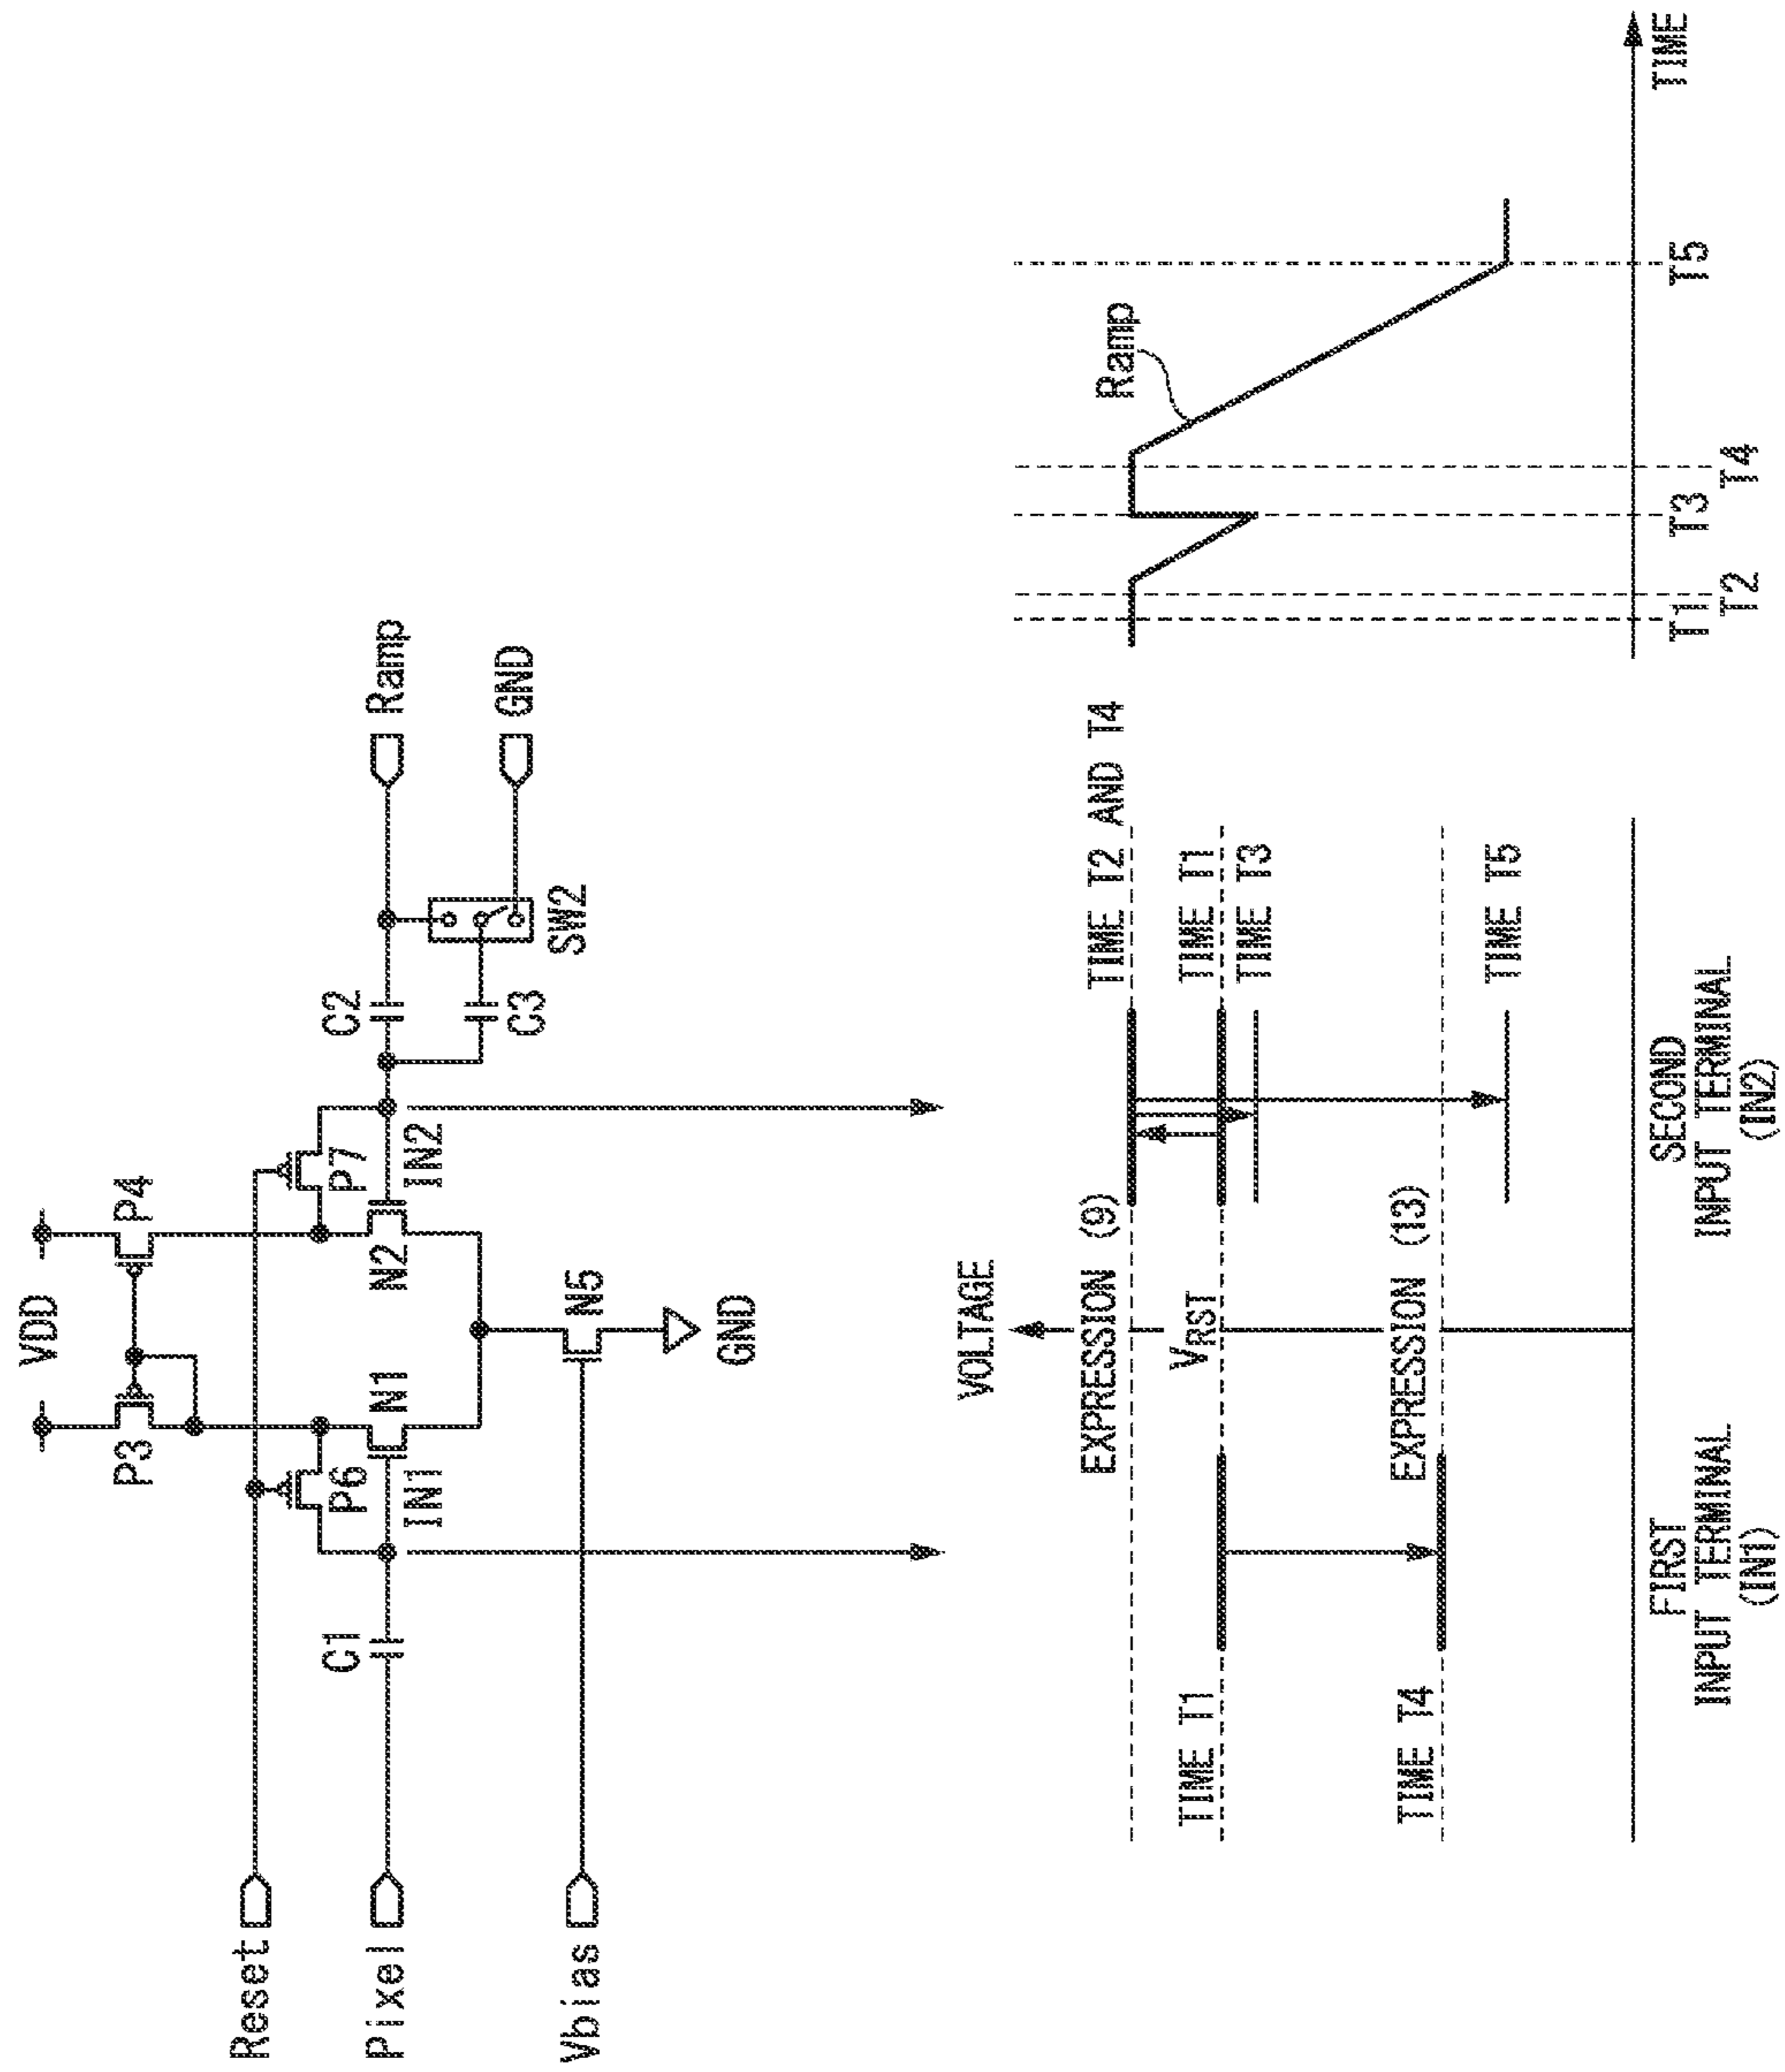 VDD
P3
P4
Reset
P6
P7
N1
N2
Pixel
C1
IN1
IN2
C2
Ramp
C3
GND
SW2
Vbias
N5
GND
VOLTAGE
EXPRESSION (9)
TIME T2 AND T4
TIME T1
VRST
TIME T1
TIME T3
TIME T4
EXPRESSION (13)
TIME T5
FIRST
INPUT TERMINAL
(IN1)
SECOND
INPUT TERMINAL
(IN2)
Ramp
T1
T2
T3
T4
T5
TIME